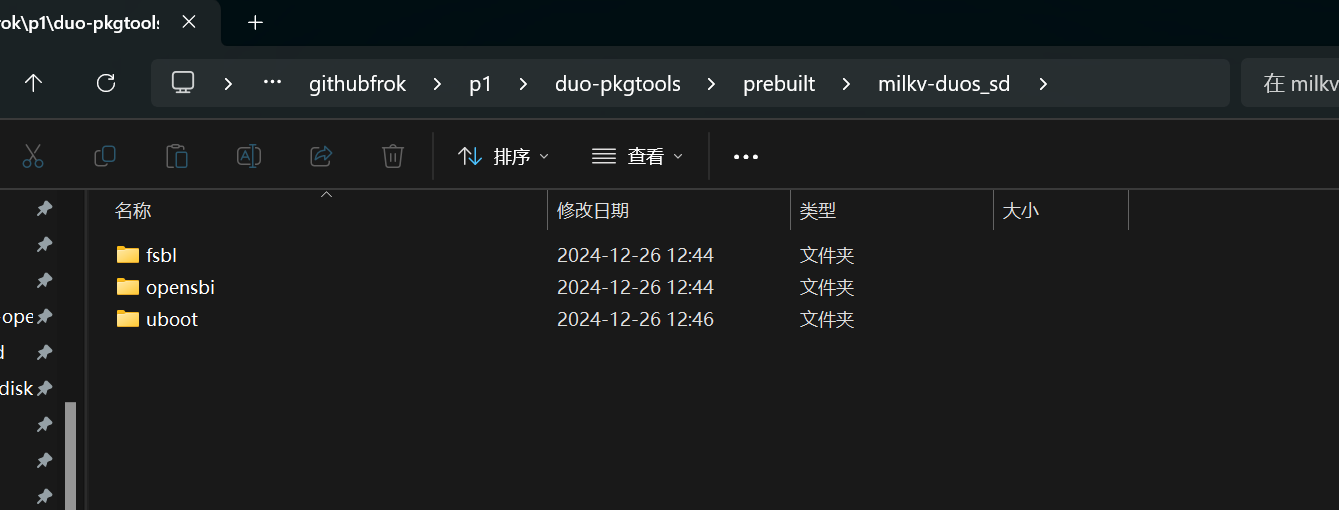 ok\p1\duo-pkgtools
githubfrok p1 duo-pkgtools prebuilt milkv-duos_sd 在 milkv
排序 查看
名称 修改日期 类型 大小
fsbl 2024-12-26 12:44 文件夹
opensbi 2024-12-26 12:44 文件夹
uboot 2024-12-26 12:46 文件夹
-ope
d
disk